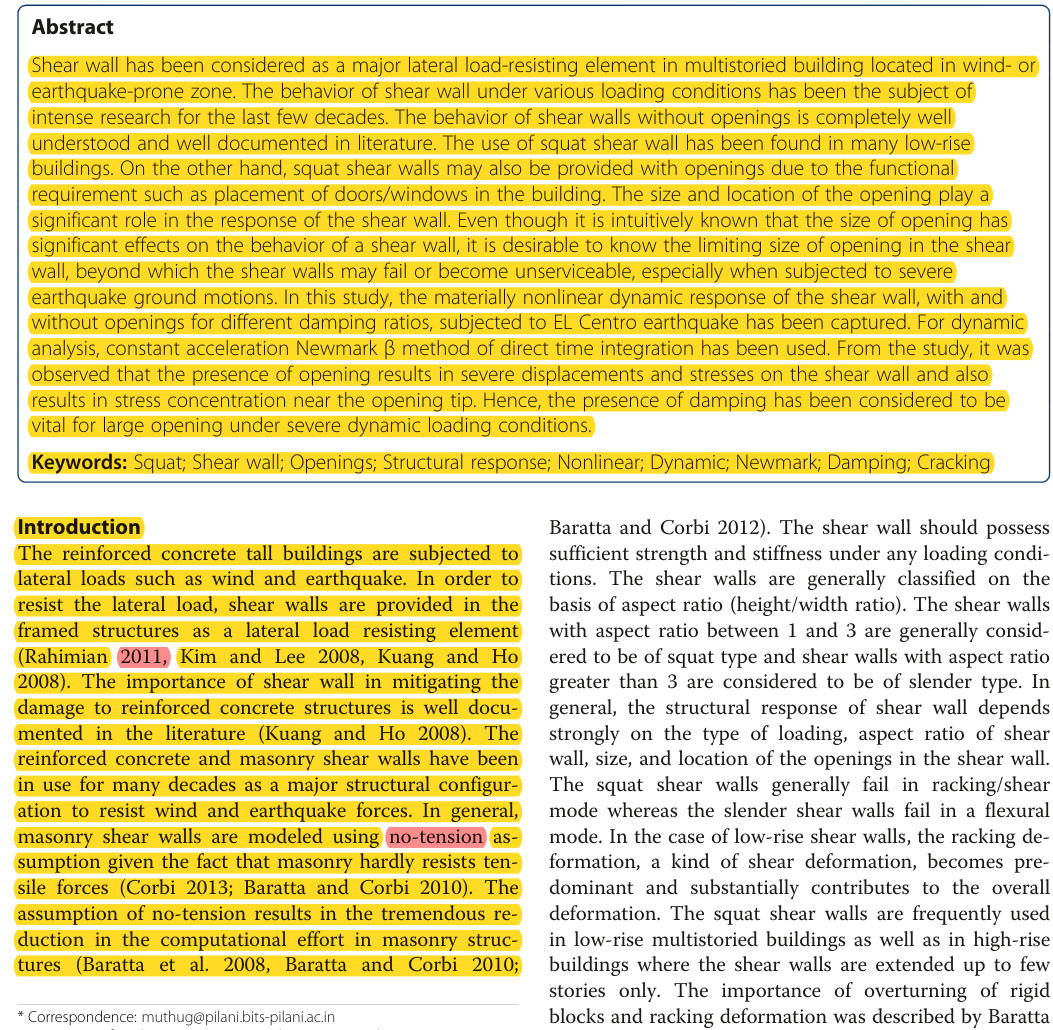 Abstract
Shear wall has been considered as a major lateral load-resisting element in multistoried building located in wind- or
earthquake-prone zone. The behavior of shear wall under various loading conditions has been the subject of
intense research for the last few decades. The behavior of shear walls without openings is completely well
understood and well documented in literature. The use of squat shear wall has been found in many low-rise
buildings. On the other hand, squat shear walls may also be provided with openings due to the functional
requirement such as placement of doors/windows in the building. The size and location of the opening play a
significant role in the response of the shear wall. Even though it is intuitively known that the size of opening has
significant effects on the behavior of a shear wall, it is desirable to know the limiting size of opening in the shear
wall, beyond which the shear walls may fail or become unserviceable, especially when subjected to severe
earthquake ground motions. In this study, the materially nonlinear dynamic response of the shear wall, with and
without openings for different damping ratios, subjected to EL Centro earthquake has been captured. For dynamic
analysis, constant acceleration Newmark β method of direct time integration has been used. From the study, it was
observed that the presence of opening results in severe displacements and stresses on the shear wall and also
results in stress concentration near the opening tip. Hence, the presence of damping has been considered to be
vital for large opening under severe dynamic loading conditions.
Keywords: Squat; Shear wall; Openings; Structural response; Nonlinear; Dynamic; Newmark; Damping; Cracking
Introduction
The reinforced concrete tall buildings are subjected to
lateral loads such as wind and earthquake. In order to
resist the lateral load, shear walls are provided in the
framed structures as a lateral load resisting element
(Rahimian 2011, Kim and Lee 2008, Kuang and Ho
2008). The importance of shear wall in mitigating the
damage to reinforced concrete structures is well docu-
mented in the literature (Kuang and Ho 2008). The
reinforced concrete and masonry shear walls have been
in use for many decades as a major structural configur-
ation to resist wind and earthquake forces. In general,
masonry shear walls are modeled using no-tension as-
sumption given the fact that masonry hardly resists ten-
sile forces (Corbi 2013; Baratta and Corbi 2010). The
assumption of no-tension results in the tremendous re-
duction in the computational effort in masonry struc-
tures (Baratta et al. 2008, Baratta and Corbi 2010;
* Correspondence: muthug@pilani.bits-pilani.ac.in
Baratta and Corbi 2012). The shear wall should possess
sufficient strength and stiffness under any loading condi-
tions. The shear walls are generally classified on the
basis of aspect ratio (height/width ratio). The shear walls
with aspect ratio between 1 and 3 are generally consid-
ered to be of squat type and shear walls with aspect ratio
greater than 3 are considered to be of slender type. In
general, the structural response of shear wall depends
strongly on the type of loading, aspect ratio of shear
wall, size, and location of the openings in the shear wall.
The squat shear walls generally fail in racking/shear
mode whereas the slender shear walls fail in a flexural
mode. In the case of low-rise shear walls, the racking de-
formation, a kind of shear deformation, becomes pre-
dominant and substantially contributes to the overall
deformation. The squat shear walls are frequently used
in low-rise multistoried buildings as well as in high-rise
buildings where the shear walls are extended up to few
stories only. The importance of overturning of rigid
blocks and racking deformation was described by Baratta